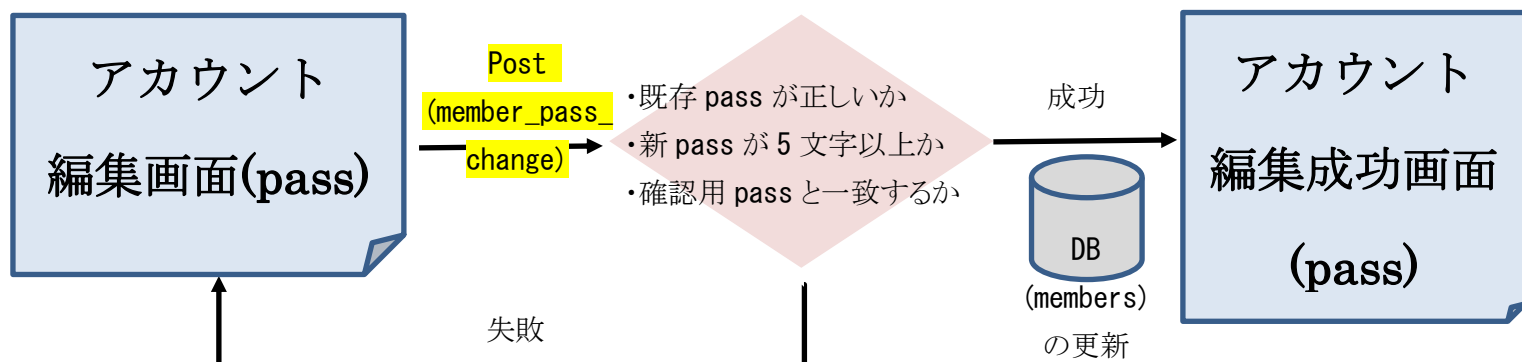 アカウント
編集画面(pass)
Post
(member_pass_
change)
・既存 pass が正しいか
・新 pass が 5 文字以上か
・確認用 pass と一致するか
成功
DB
(members)
の更新
アカウント
編集成功画面
(pass)
失敗